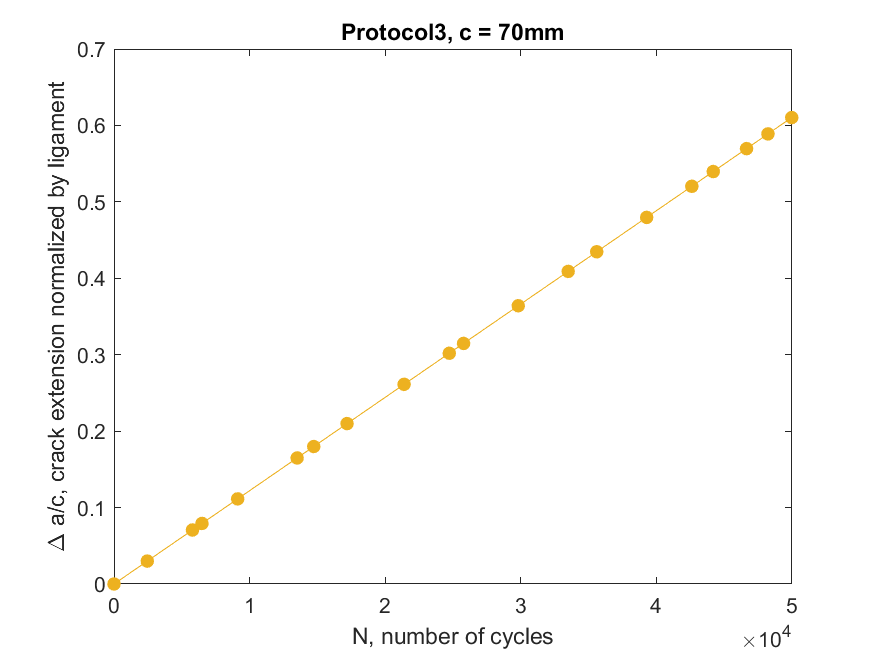 Protocol3, c = 70mm
0.7
0.6
0.5
0.4
0.3
0.2
0.1
0
Δ a/c, crack extension normalized by ligament
0 1 2 3 4 5
N, number of cycles
×10⁴